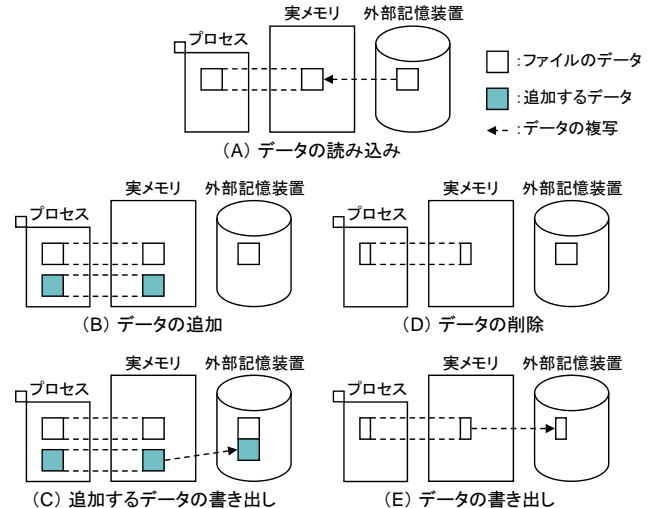 実メモリ
外部記憶装置
プロセス
:ファイルのデータ
:追加するデータ
:データの複写
(A) データの読み込み
実メモリ
外部記憶装置
プロセス
(B) データの追加
実メモリ
外部記憶装置
プロセス
(D) データの削除
実メモリ
外部記憶装置
プロセス
(C) 追加するデータの書き出し
実メモリ
外部記憶装置
プロセス
(E) データの書き出し